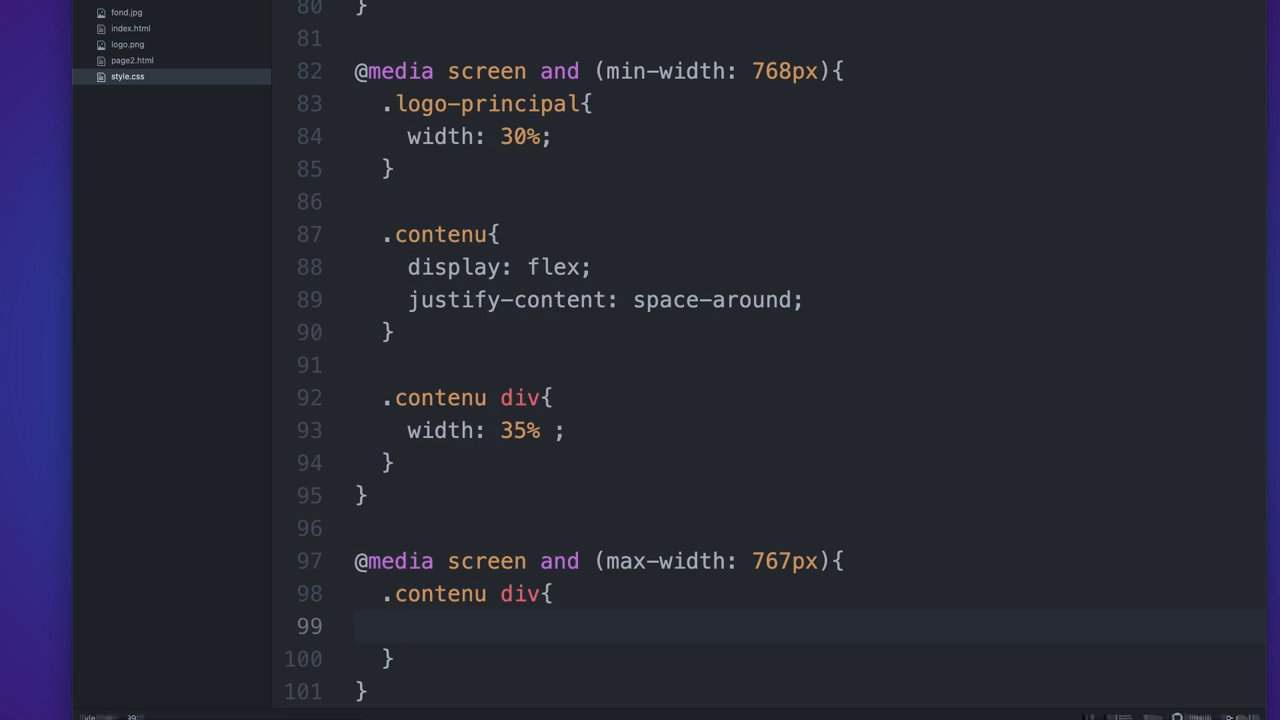 fond.jpg
index.html
logo.png
page2.html
style.css
80 }
81
82 @media screen and (min-width: 768px){
83 .logo-principal{
84 width: 30%;
85 }
86
87 .contenu{
88 display: flex;
89 justify-content: space-around;
90 }
91
92 .contenu div{
93 width: 35% ;
94 }
95 }
96
97 @media screen and (max-width: 767px){
98 .contenu div{
99
100 }
101 }